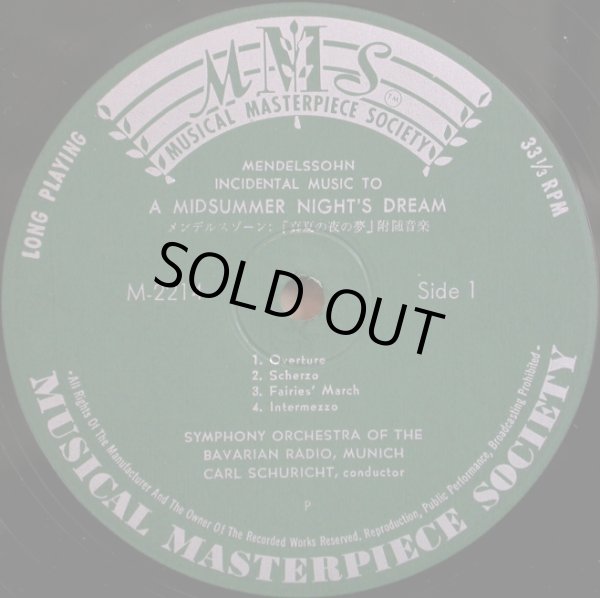 MMS
TM
MUSICAL MASTERPIECE SOCIETY
LONG PLAYING
33 1/3 RPM
MENDELSSOHN
INCIDENTAL MUSIC TO
A MIDSUMMER NIGHT'S DREAM
メンデルスゾーン:「真夏の夜の夢」附随音楽
M-2214
Side 1
SOLD OUT
1. Overture
2. Scherzo
3. Fairies' March
4. Intermezzo
SYMPHONY ORCHESTRA OF THE
BAVARIAN RADIO, MUNICH
CARL SCHURICHT, conductor
P
•All Rights Of The Manufacturer And The Owner Of The Recorded Works Reserved. Reproduction, Public Performance, Broadcasting Prohibited•
MUSICAL MASTERPIECE SOCIETY